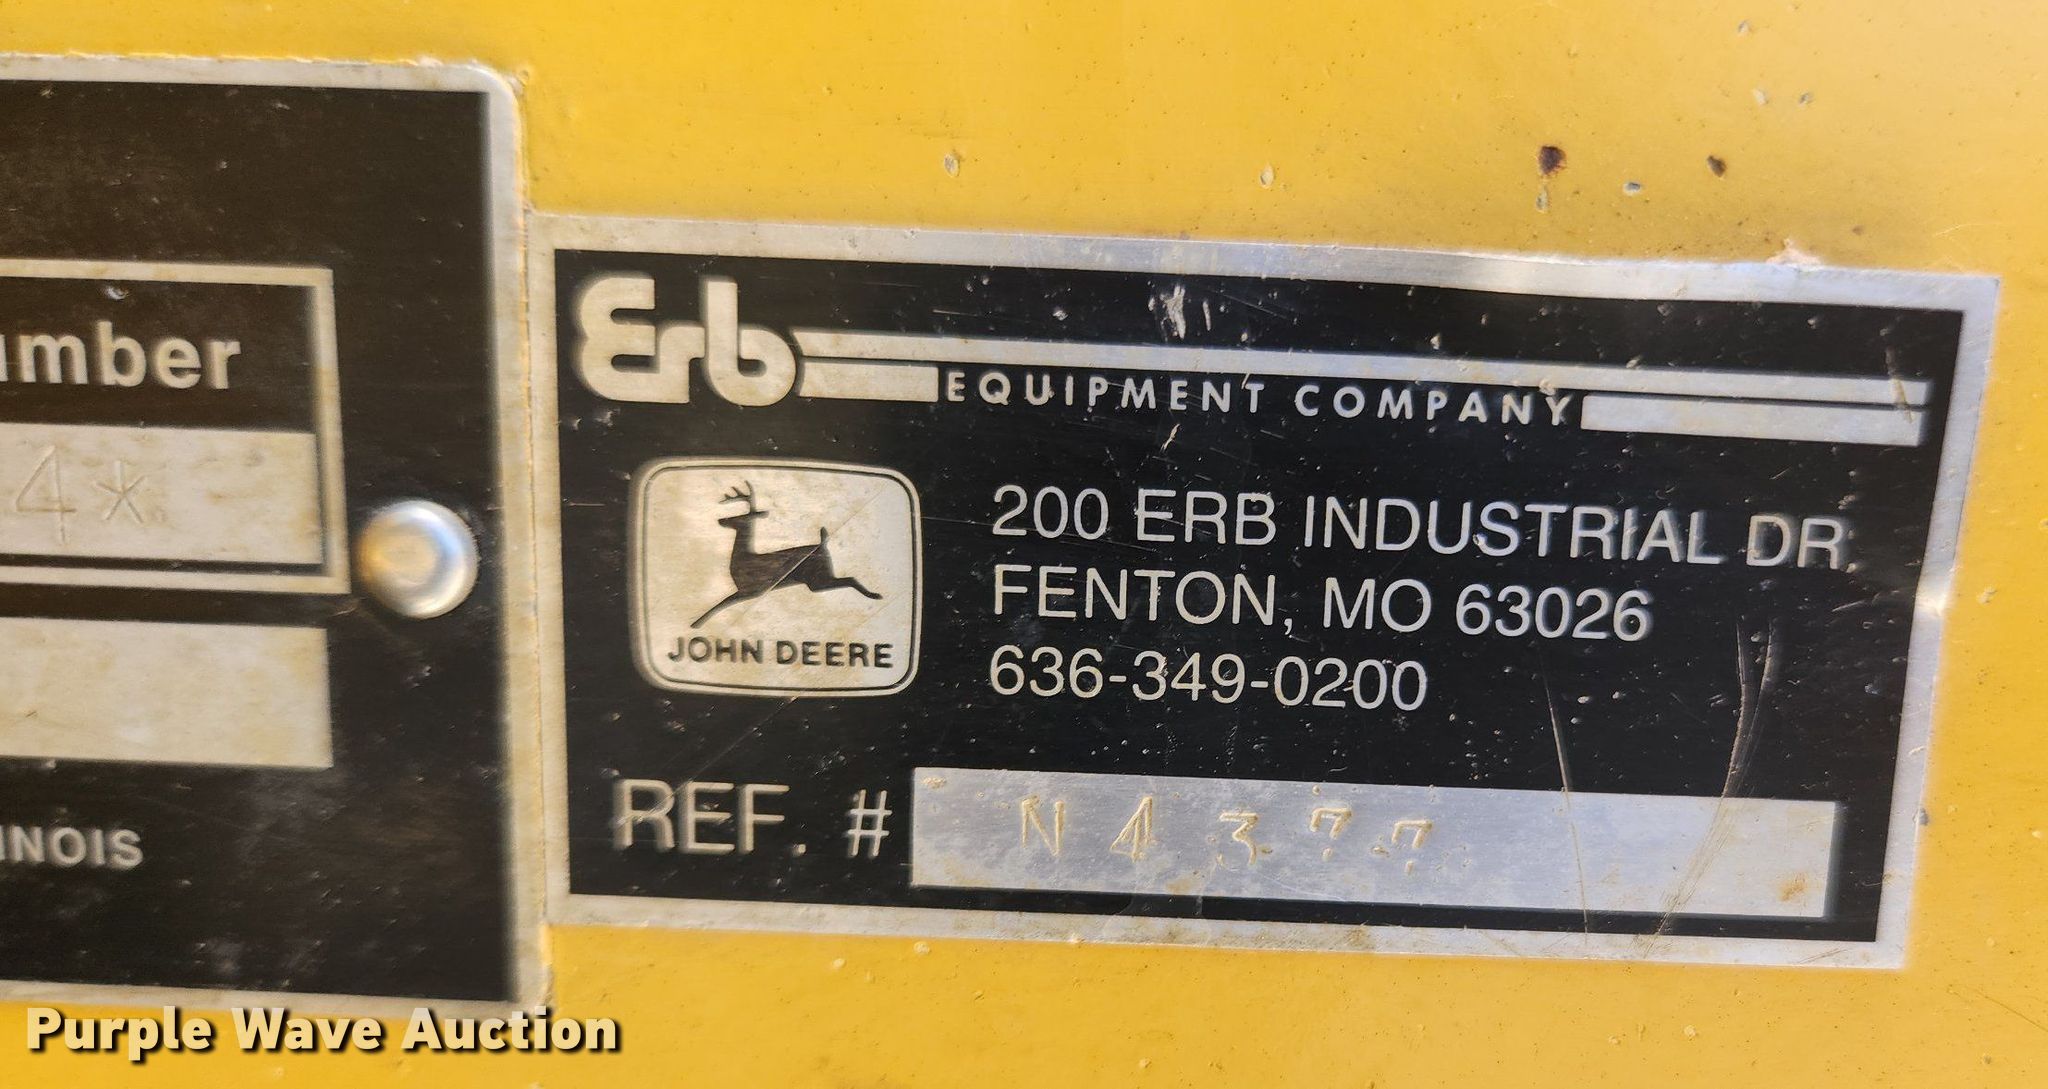 umber
4*
INOIS
Erb
EQUIPMENT COMPANY
JOHN DEERE
200 ERB INDUSTRIAL DR.
FENTON, MO 63026
636-349-0200
REF. # N4377
Purple Wave Auction